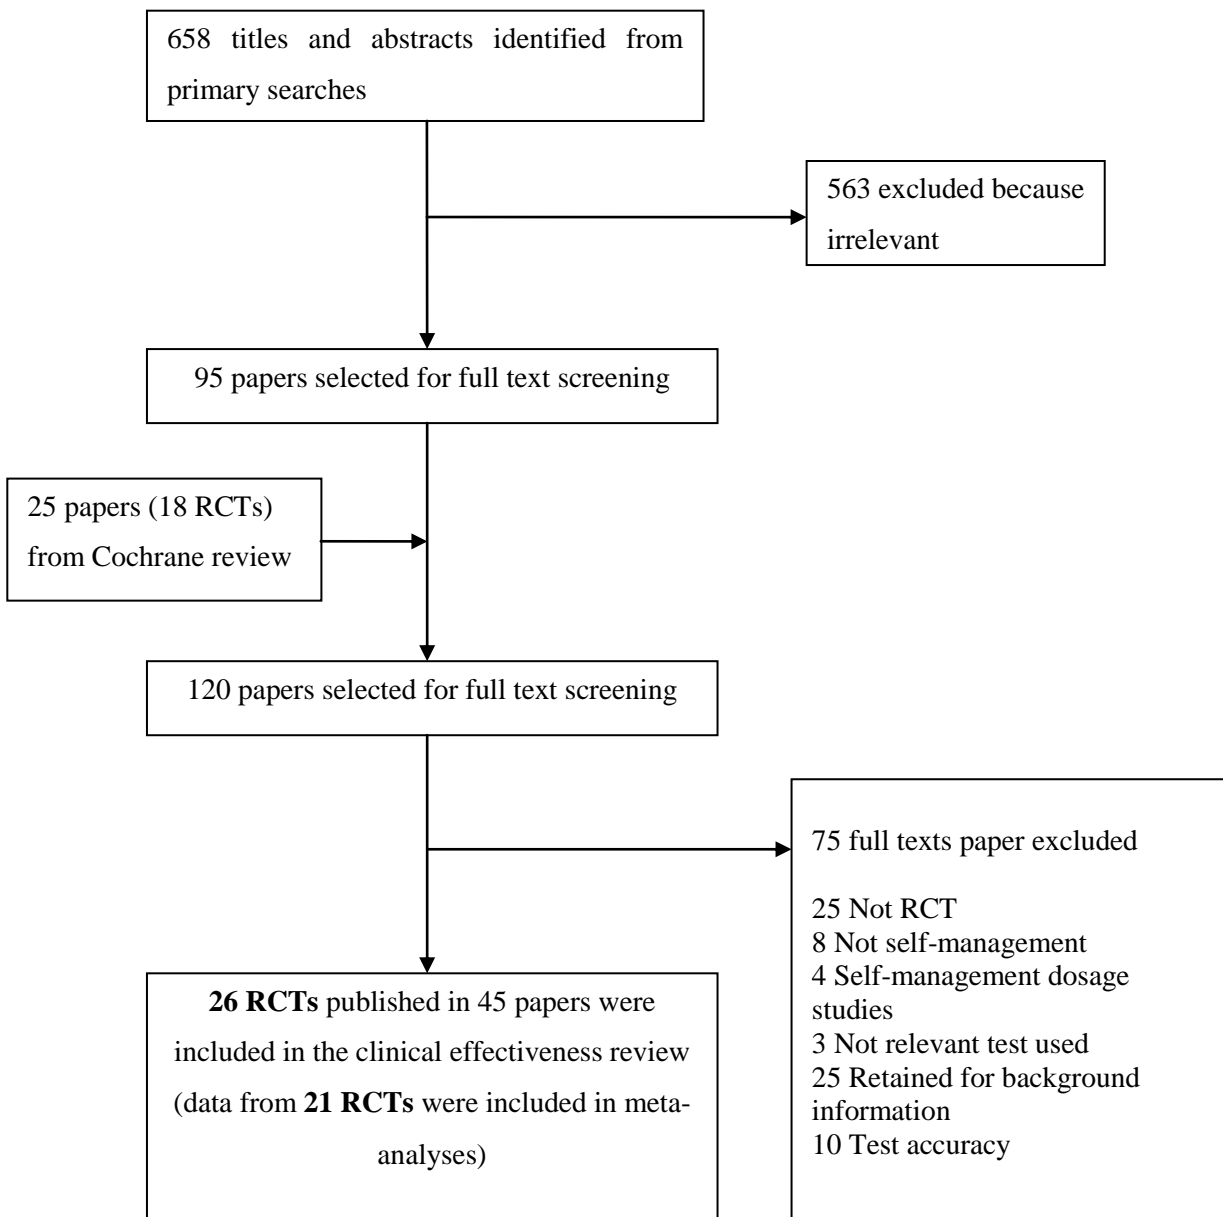 658 titles and abstracts identified from
primary searches
563 excluded because
irrelevant
95 papers selected for full text screening
25 papers (18 RCTs)
from Cochrane review
120 papers selected for full text screening
75 full texts paper excluded
25 Not RCT
8 Not self-management
4 Self-management dosage
studies
3 Not relevant test used
25 Retained for background
information
10 Test accuracy
26 RCTs published in 45 papers were
included in the clinical effectiveness review
(data from 21 RCTs were included in meta-
analyses)